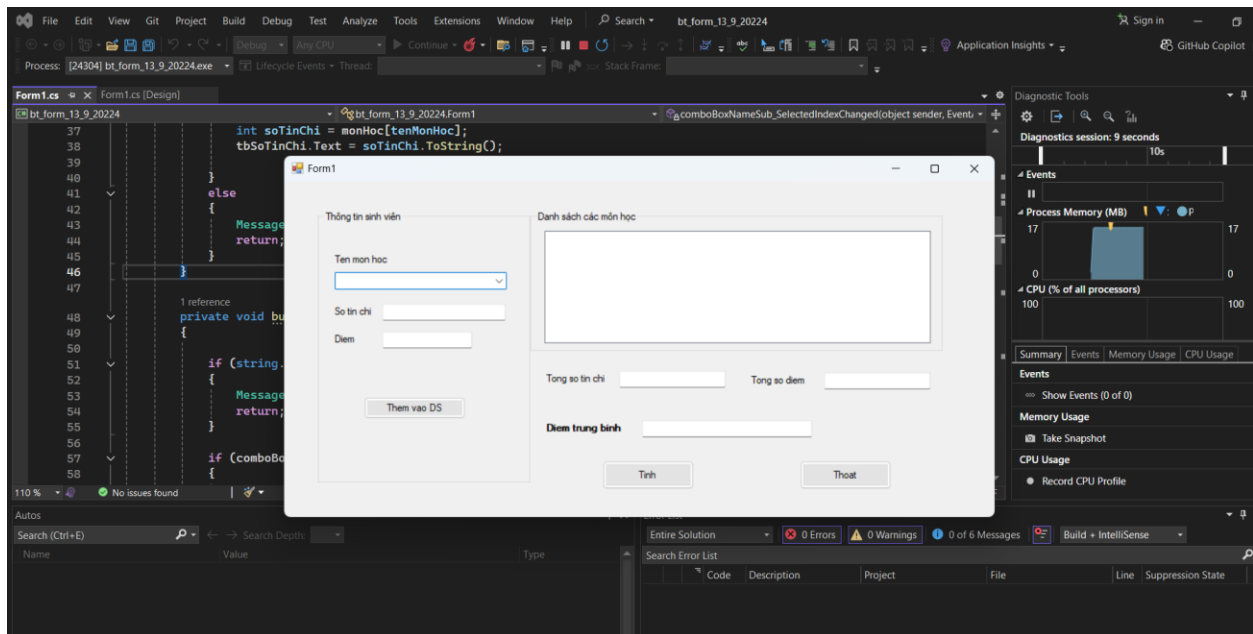 File Edit View Git Project Build Debug Test Analyze Tools Extensions Window Help Search bt_form_13_9_20224 Sign in
Debug Any CPU Continue Application Insights GitHub Copilot
Process: [24304] bt_form_13_9_20224.exe Lifecycle Events Thread: Stack Frame:
Form1.cs Form1.cs [Design]
bt_form_13_9_20224 bt_form_13_9_20224.Form1 comboBoxNameSub_SelectedIndexChanged(object sender, Event
37 int soTinChi = monHoc[tenMonHoc];
38 tbSoTinChi.Text = soTinChi.ToString();
39
40 }
41 else
42 {
43 Message
44 return;
45 }
46 }
47
1 reference
48 private void bu
49 {
50
51 if (string.
52 {
53 Message
54 return;
55 }
56
57 if (comboBo
58 {
110 % No issues found
Form1
Thông tin sinh viên
Ten mon hoc
So tin chi
Diem
Them vao DS
Danh sách các môn học
Tong so tin chi Tong so diem
Diem trung binh
Tinh Thoat
Diagnostic Tools
Diagnostics session: 9 seconds
10s
Events
Process Memory (MB) P
17 17
0 0
CPU (% of all processors)
100 100
Summary Events Memory Usage CPU Usage
Events
Show Events (0 of 0)
Memory Usage
Take Snapshot
CPU Usage
Record CPU Profile
Autos
Search (Ctrl+E) Search Depth:
Name Value Type
Entire Solution 0 Errors 0 Warnings 0 of 6 Messages Build + IntelliSense
Search Error List
Code Description Project File Line Suppression State